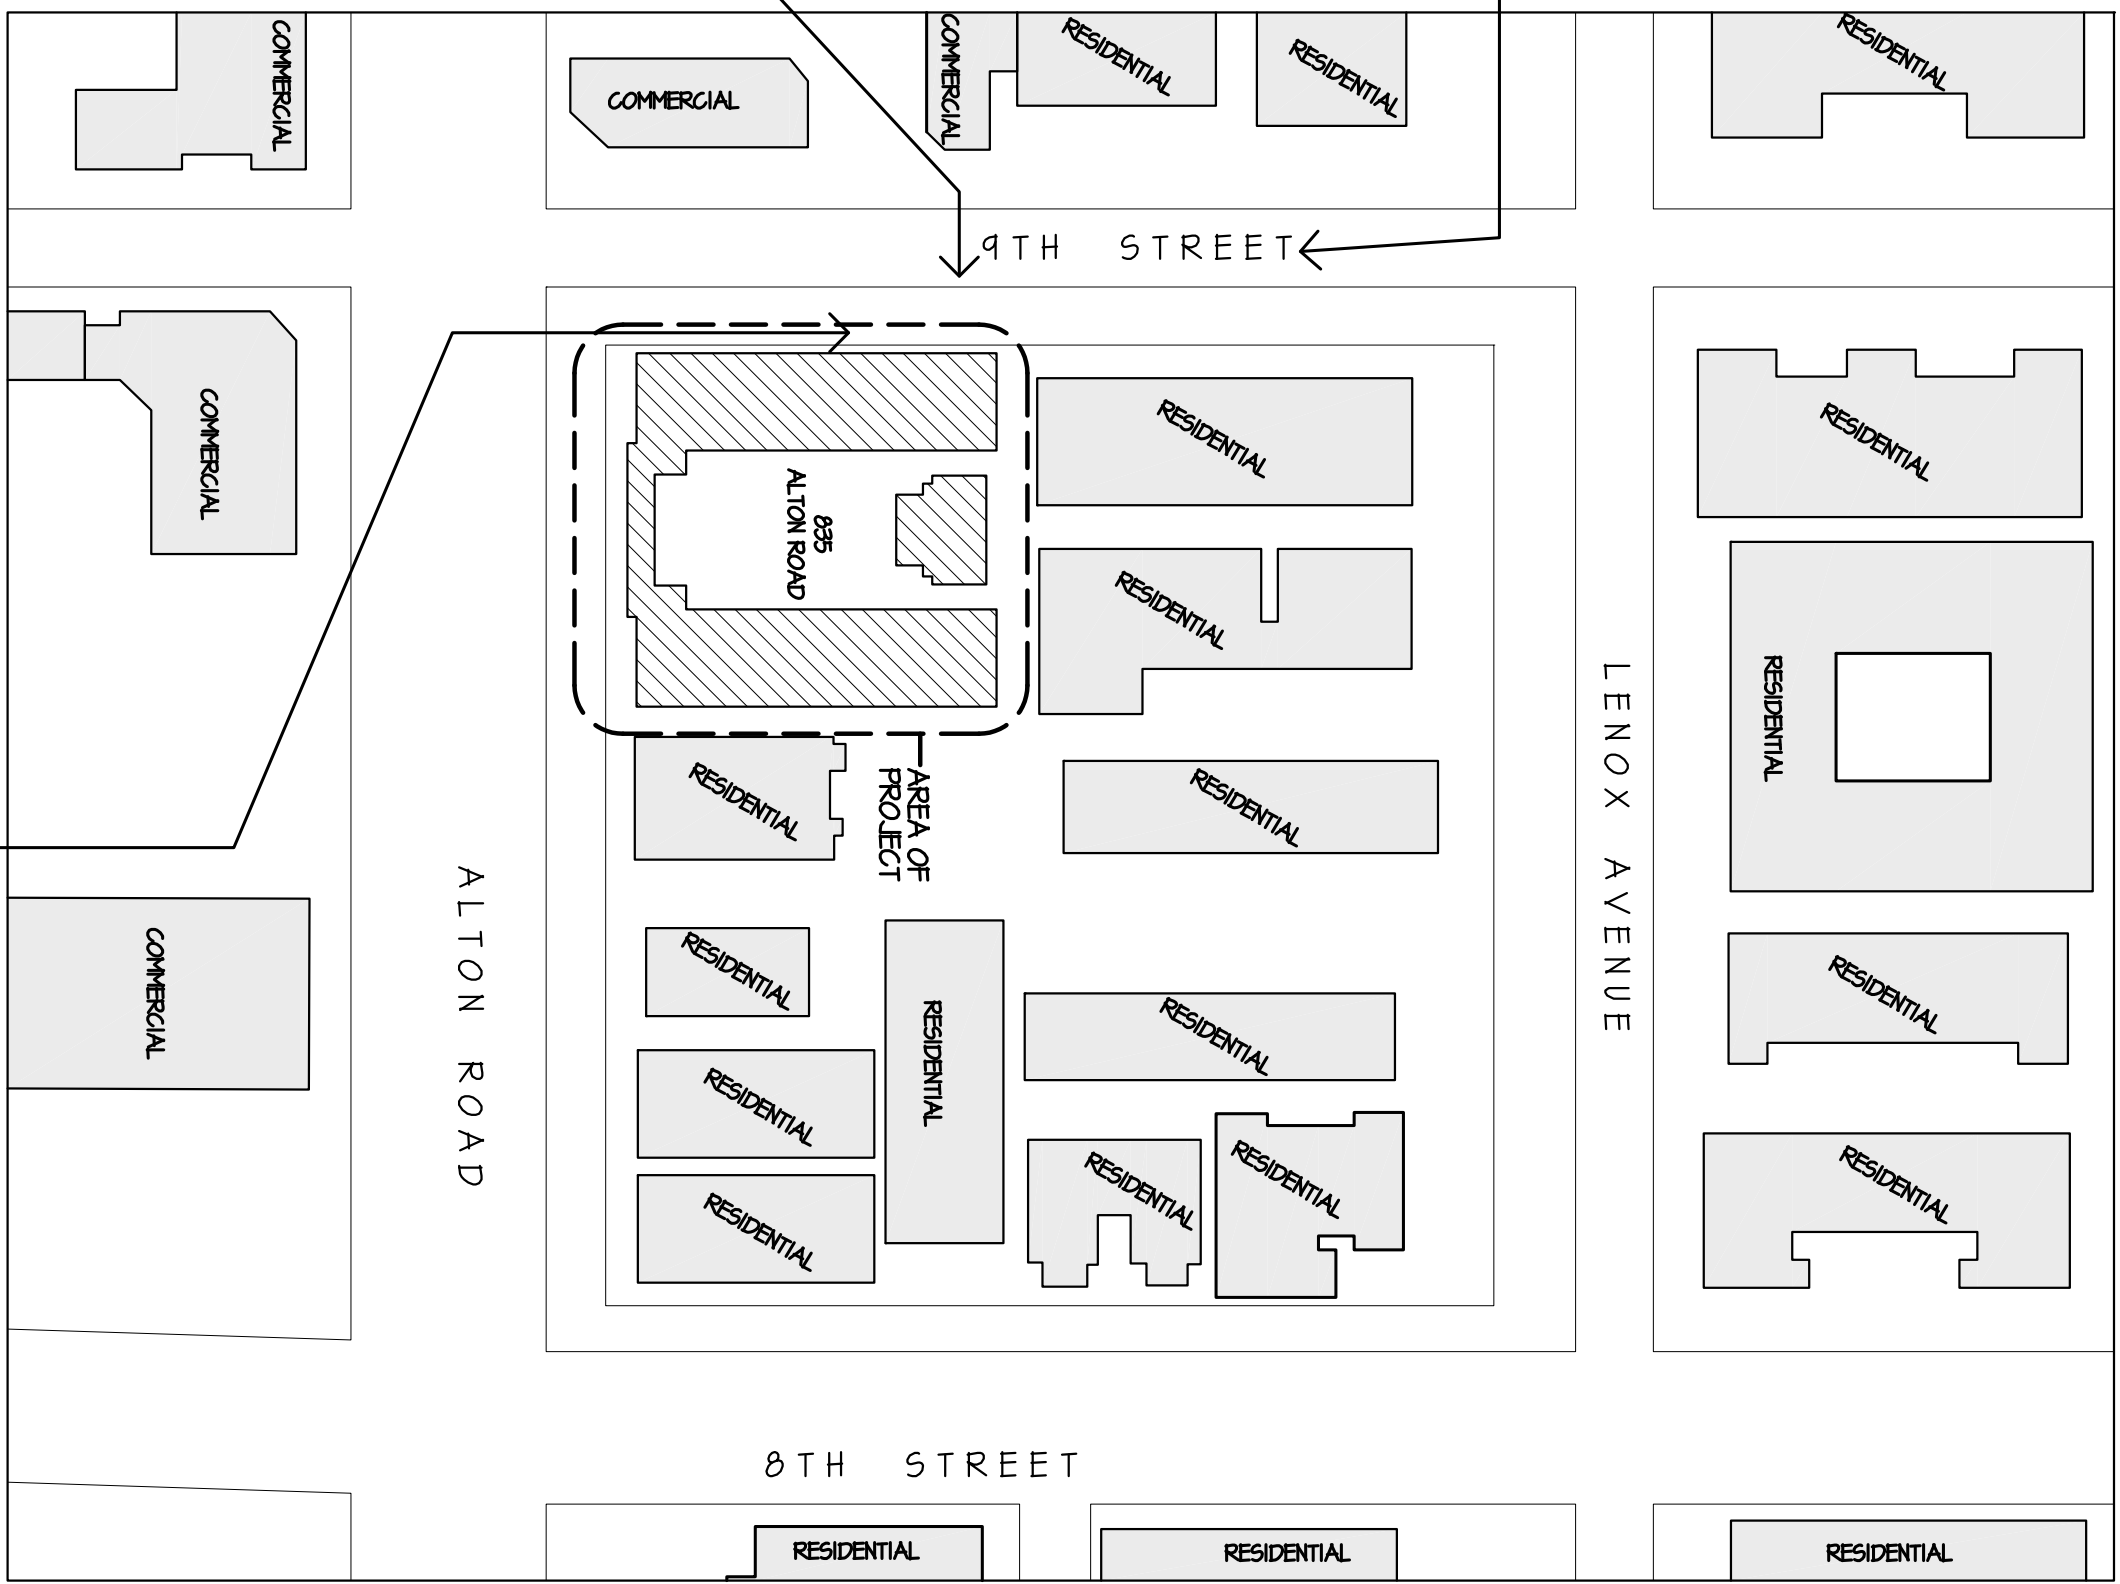 COMMERCIAL
COMMERCIAL
COMMERCIAL
RESIDENTIAL
RESIDENTIAL
RESIDENTIAL
9TH STREET
COMMERCIAL
835
ALTON ROAD
RESIDENTIAL
RESIDENTIAL
RESIDENTIAL
RESIDENTIAL
LENOX AVENUE
RESIDENTIAL
AREA OF
PROJECT
RESIDENTIAL
ALTON ROAD
COMMERCIAL
RESIDENTIAL
RESIDENTIAL
RESIDENTIAL
RESIDENTIAL
RESIDENTIAL
RESIDENTIAL
RESIDENTIAL
RESIDENTIAL
RESIDENTIAL
RESIDENTIAL
8TH STREET
RESIDENTIAL
RESIDENTIAL
RESIDENTIAL